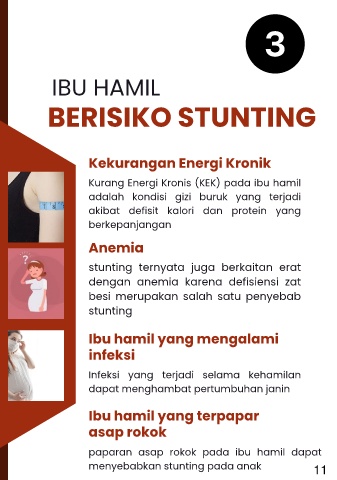 3
IBU HAMIL
BERISIKO STUNTING
Kekurangan Energi Kronik
Kurang Energi Kronis (KEK) pada ibu hamil
adalah kondisi gizi buruk yang terjadi
akibat defisit kalori dan protein yang
berkepanjangan
Anemia
stunting ternyata juga berkaitan erat
dengan anemia karena defisiensi zat
besi merupakan salah satu penyebab
stunting
Ibu hamil yang mengalami
infeksi
Infeksi yang terjadi selama kehamilan
dapat menghambat pertumbuhan janin
Ibu hamil yang terpapar
asap rokok
paparan asap rokok pada ibu hamil dapat
menyebabkan stunting pada anak
11